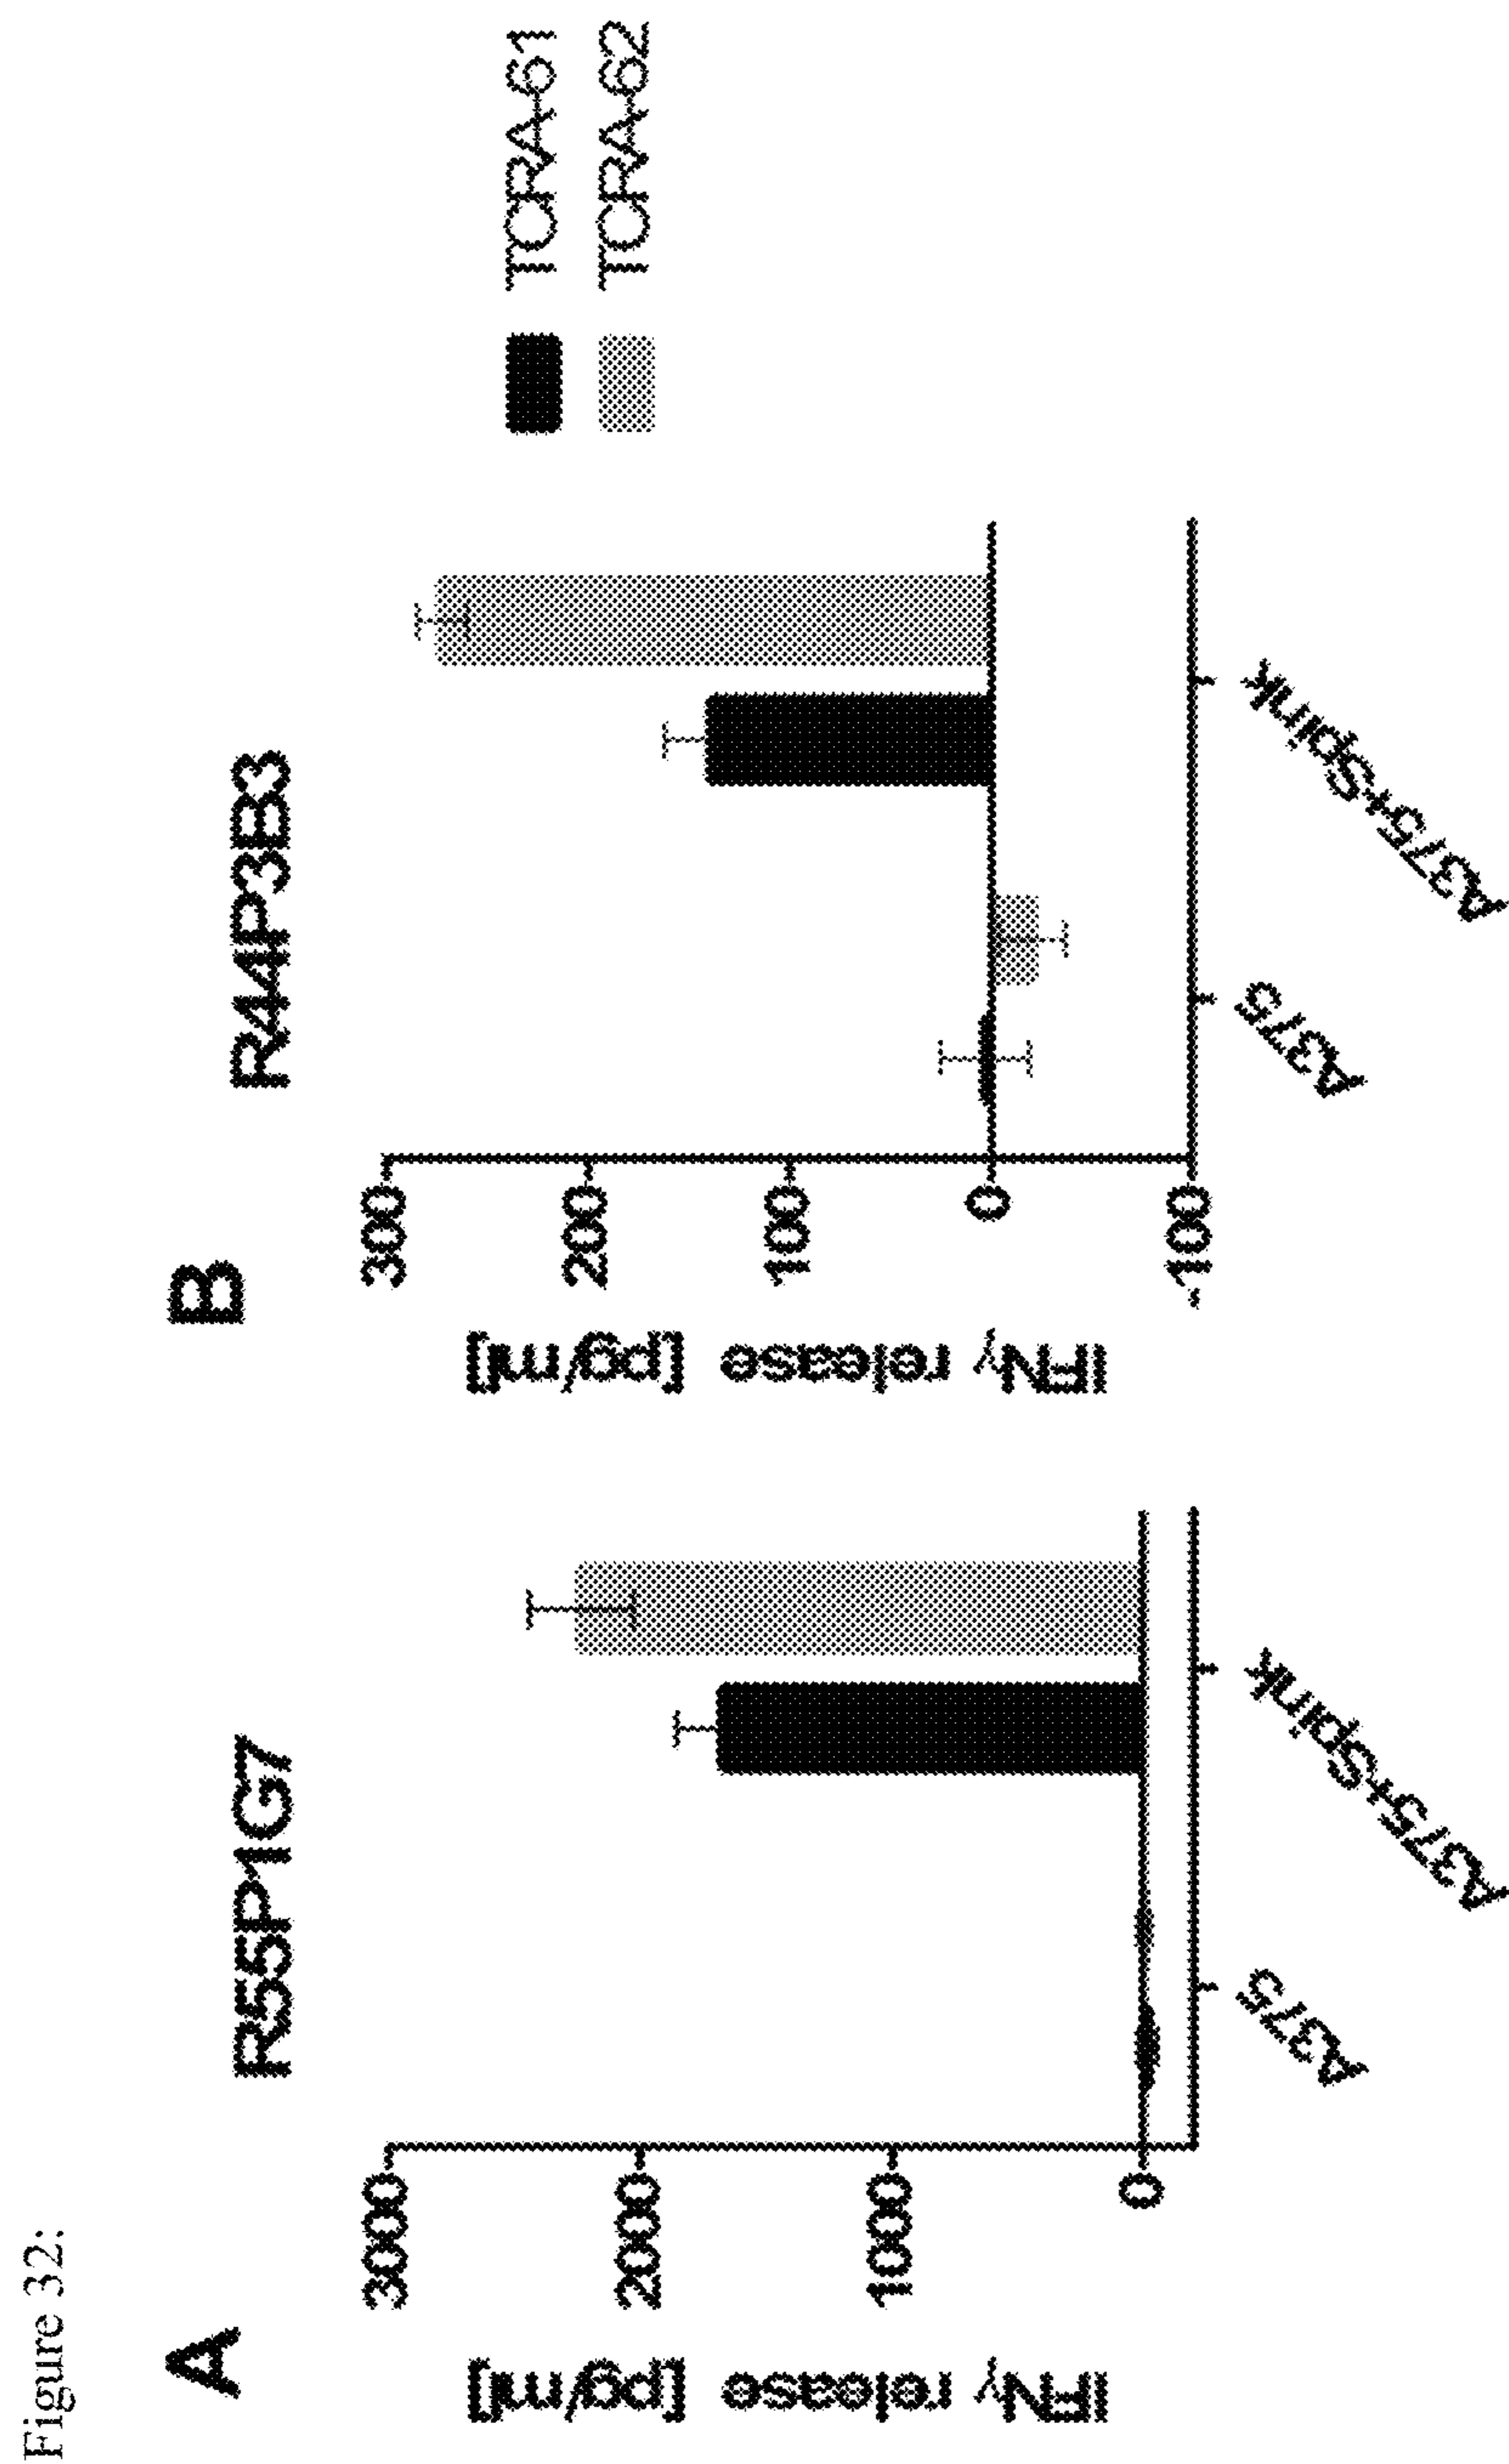 Figure 32:
A
R55P1G7
IFNγ release [pg/ml]
3000
2000
1000
0
A375
A375+Spink
B
R44P3B3
IFNγ release [pg/ml]
300
200
100
0
-100
A375
A375+Spink
TCRA-61
TCRA-62